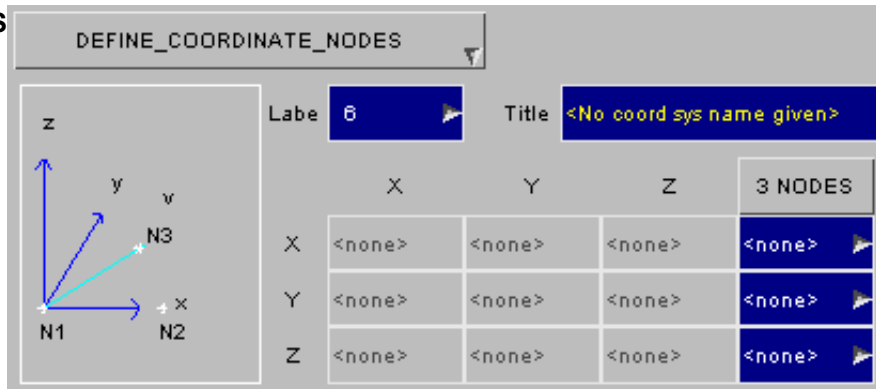 S
DEFINE_COORDINATE_NODES
Labe 6 Title <No coord sys name given>
z
y
v
N3
x
N1 N2
X Y Z 3 NODES
X <none> <none> <none> <none>
Y <none> <none> <none> <none>
Z <none> <none> <none> <none>